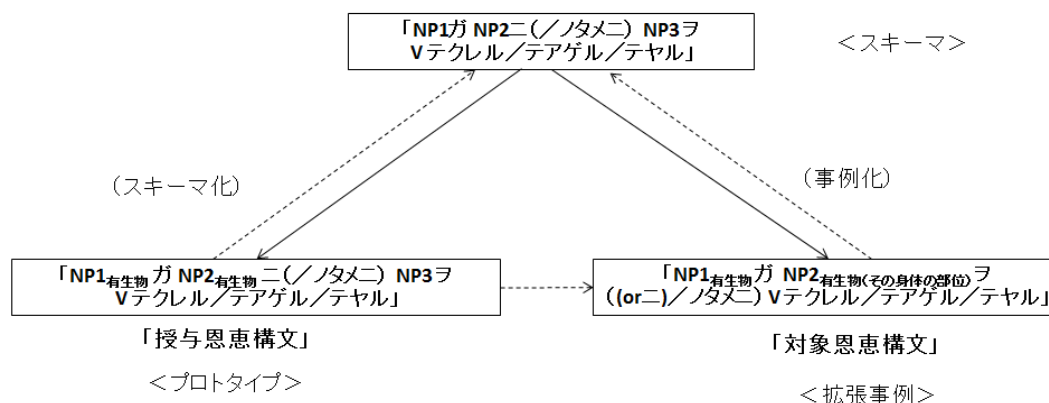 「NP1ガ NP2ニ(／ノタメニ) NP3ヲ
Vテクレル／テアゲル／テヤル」
＜スキーマ＞
(スキーマ化)
(事例化)
「NP1有生物ガ NP2有生物ニ(／ノタメニ) NP3ヲ
Vテクレル／テアゲル／テヤル」
「NP1有生物ガ NP2有生物(その身体の部位)ヲ
((orニ)／ノタメニ) Vテクレル／テアゲル／テヤル」
「授与恩恵構文」
「対象恩恵構文」
＜プロトタイプ＞
＜拡張事例＞